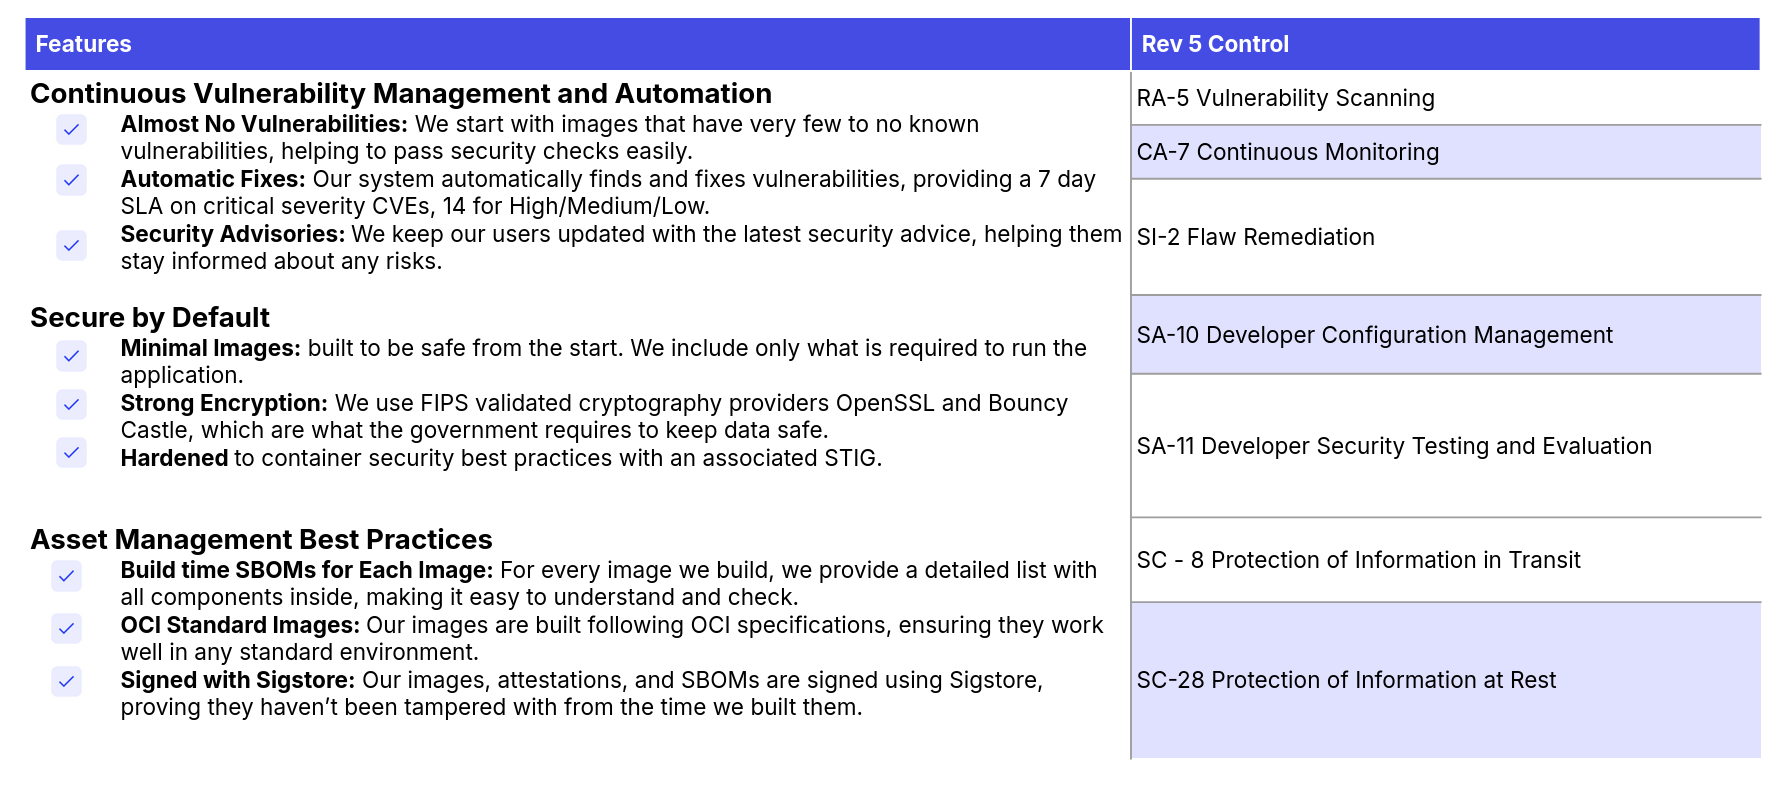 Features
Rev 5 Control
Continuous Vulnerability Management and Automation
Almost No Vulnerabilities: We start with images that have very few to no known
vulnerabilities, helping to pass security checks easily.
Automatic Fixes: Our system automatically finds and fixes vulnerabilities, providing a 7 day
SLA on critical severity CVEs, 14 for High/Medium/Low.
Security Advisories: We keep our users updated with the latest security advice, helping them
stay informed about any risks.
Secure by Default
Minimal Images: built to be safe from the start. We include only what is required to run the
application.
Strong Encryption: We use FIPS validated cryptography providers OpenSSL and Bouncy
Castle, which are what the government requires to keep data safe.
Hardened to container security best practices with an associated STIG.
Asset Management Best Practices
Build time SBOMs for Each Image: For every image we build, we provide a detailed list with
all components inside, making it easy to understand and check.
OCI Standard Images: Our images are built following OCI specifications, ensuring they work
well in any standard environment.
Signed with Sigstore: Our images, attestations, and SBOMs are signed using Sigstore,
proving they haven’t been tampered with from the time we built them.
RA-5 Vulnerability Scanning
CA-7 Continuous Monitoring
SI-2 Flaw Remediation
SA-10 Developer Configuration Management
SA-11 Developer Security Testing and Evaluation
SC - 8 Protection of Information in Transit
SC-28 Protection of Information at Rest